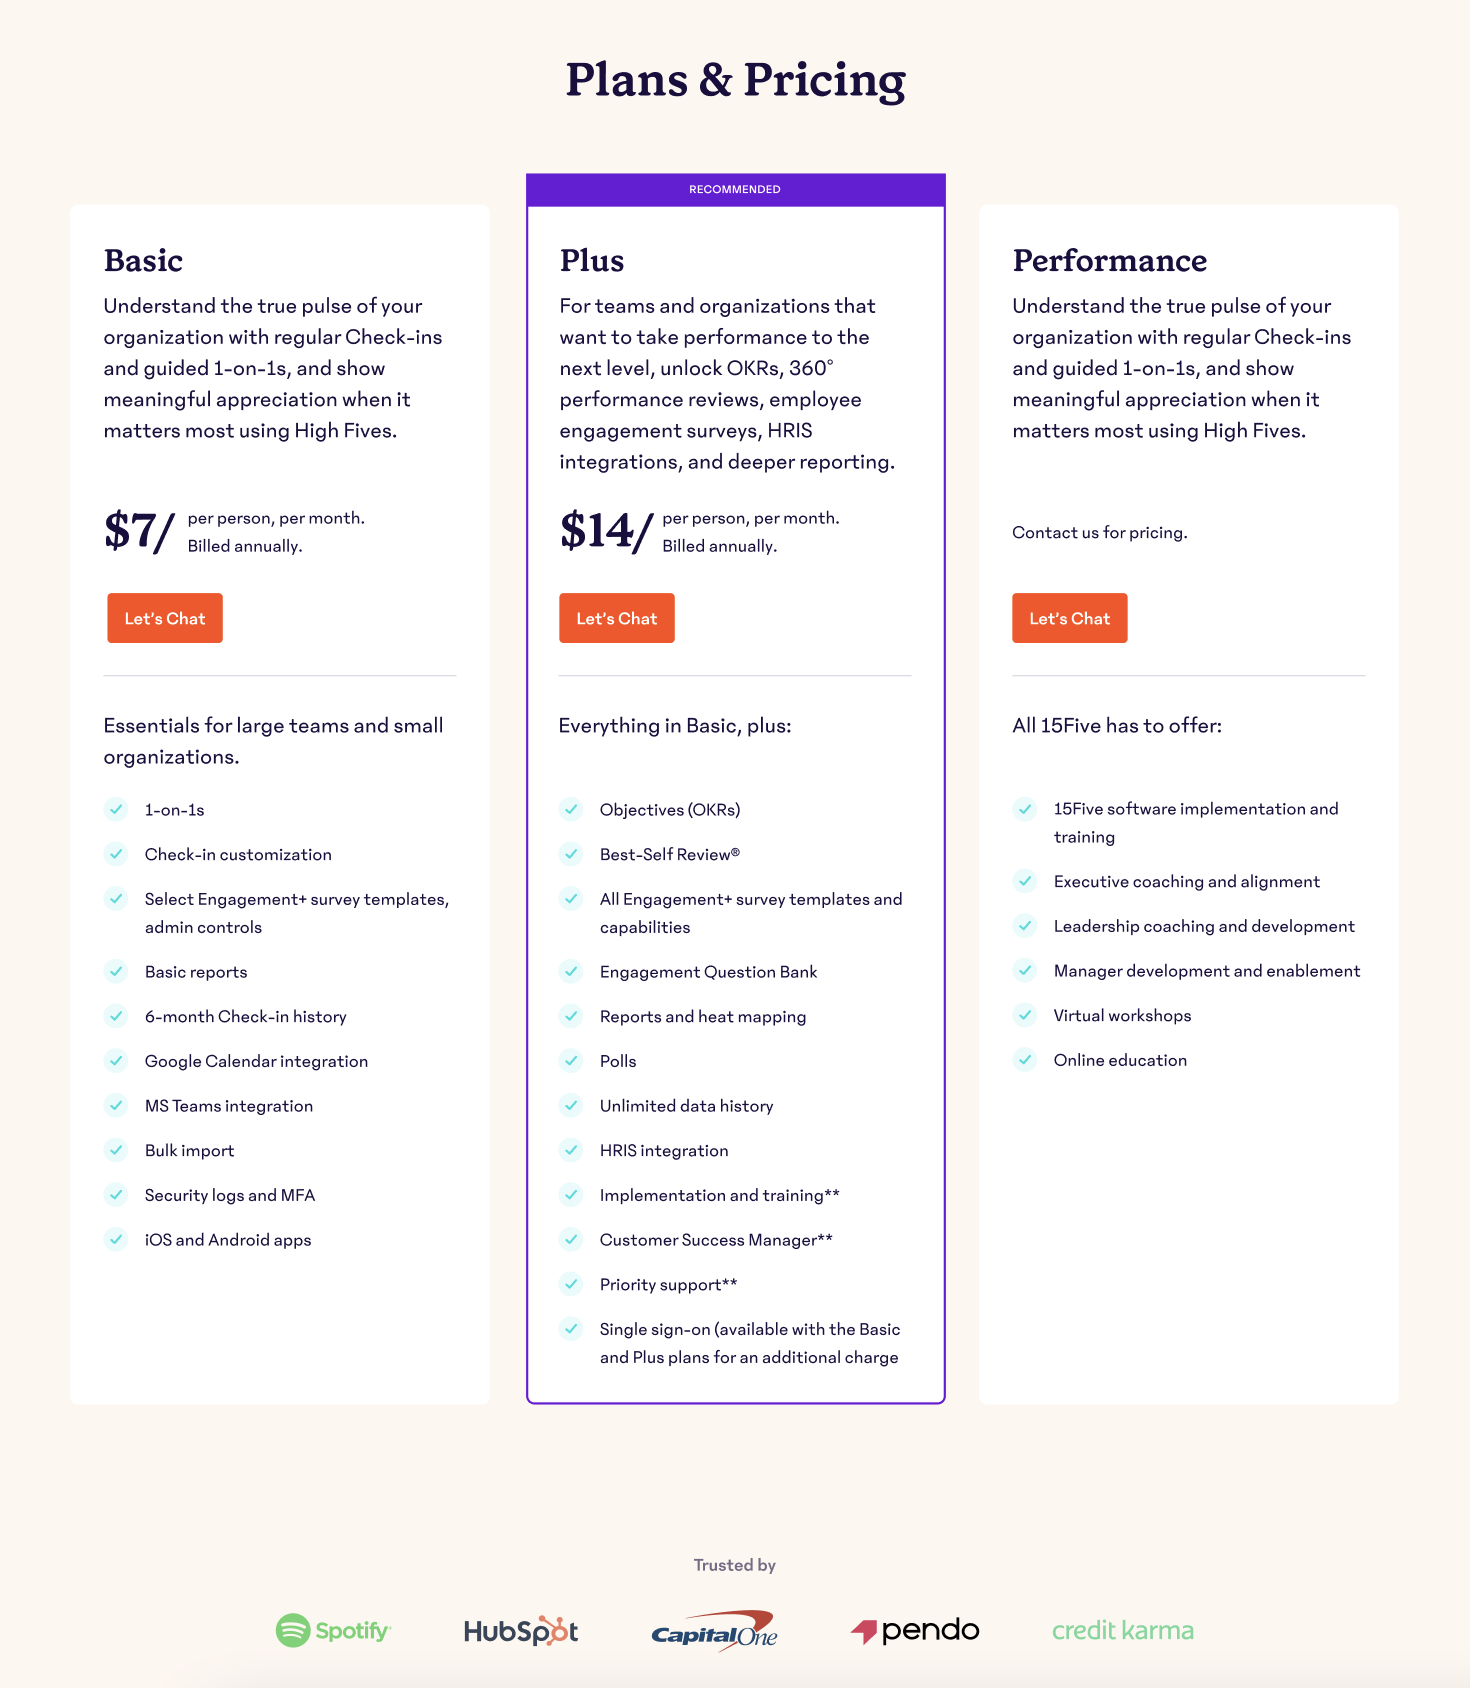 Plans & Pricing
RECOMMENDED
Basic
Understand the true pulse of your
organization with regular Check-ins
and guided 1-on-1s, and show
meaningful appreciation when it
matters most using High Fives.
$7/
per person, per month.
Billed annually.
Let's Chat
Essentials for large teams and small
organizations.
1-on-1s
Check-in customization
Select Engagement+ survey templates,
admin controls
Basic reports
6-month Check-in history
Google Calendar integration
MS Teams integration
Bulk import
Security logs and MFA
iOS and Android apps
Plus
For teams and organizations that
want to take performance to the
next level, unlock OKRs, 360°
performance reviews, employee
engagement surveys, HRIS
integrations, and deeper reporting.
$14/
per person, per month.
Billed annually.
Let's Chat
Everything in Basic, plus:
Objectives (OKRs)
Best-Self Review®
All Engagement+ survey templates and
capabilities
Engagement Question Bank
Reports and heat mapping
Polls
Unlimited data history
HRIS integration
Implementation and training**
Customer Success Manager**
Priority support**
Single sign-on (available with the Basic
and Plus plans for an additional charge
Performance
Understand the true pulse of your
organization with regular Check-ins
and guided 1-on-1s, and show
meaningful appreciation when it
matters most using High Fives.
Contact us for pricing.
Let's Chat
All 15Five has to offer:
15Five software implementation and
training
Executive coaching and alignment
Leadership coaching and development
Manager development and enablement
Virtual workshops
Online education
Trusted by
Spotify
HubSpot
CapitalOne
pendo
credit karma